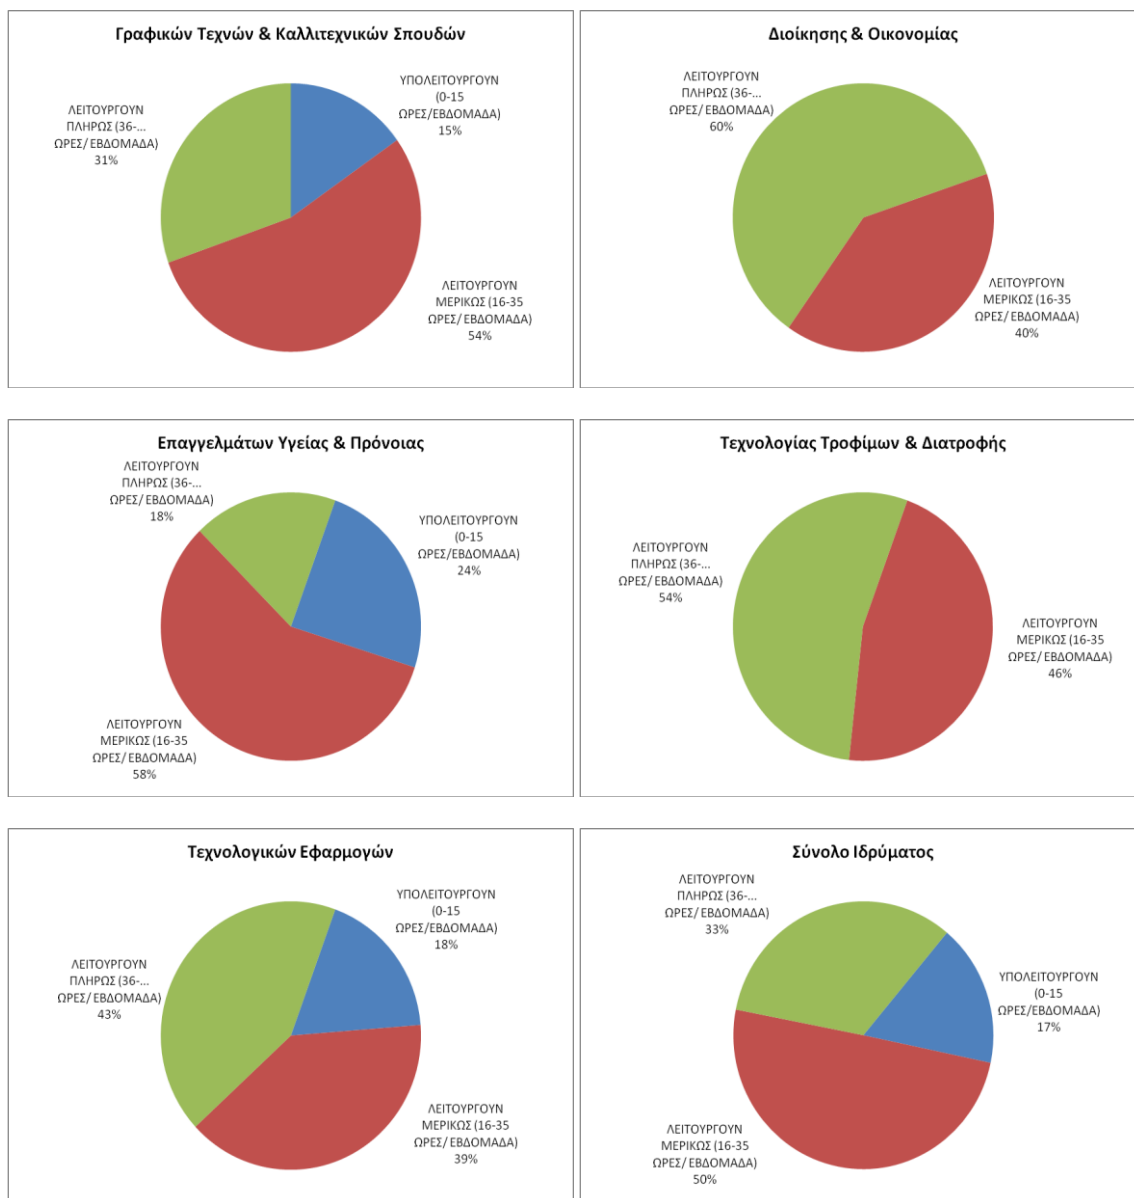 Γραφικών Τεχνών & Καλλιτεχνικών Σπουδών
ΛΕΙΤΟΥΡΓΟΥΝ
ΠΛΗΡΩΣ (36-...
ΩΡΕΣ/ ΕΒΔΟΜΑΔΑ)
31%
ΥΠΟΛΕΙΤΟΥΡΓΟΥΝ
(0-15
ΩΡΕΣ/ΕΒΔΟΜΑΔΑ)
15%
ΛΕΙΤΟΥΡΓΟΥΝ
ΜΕΡΙΚΩΣ (16-35
ΩΡΕΣ/ ΕΒΔΟΜΑΔΑ)
54%
Διοίκησης & Οικονομίας
ΛΕΙΤΟΥΡΓΟΥΝ
ΠΛΗΡΩΣ (36-...
ΩΡΕΣ/ ΕΒΔΟΜΑΔΑ)
60%
ΛΕΙΤΟΥΡΓΟΥΝ
ΜΕΡΙΚΩΣ (16-35
ΩΡΕΣ/ ΕΒΔΟΜΑΔΑ)
40%
Επαγγελμάτων Υγείας & Πρόνοιας
ΛΕΙΤΟΥΡΓΟΥΝ
ΠΛΗΡΩΣ (36-...
ΩΡΕΣ/ ΕΒΔΟΜΑΔΑ)
18%
ΥΠΟΛΕΙΤΟΥΡΓΟΥΝ
(0-15
ΩΡΕΣ/ΕΒΔΟΜΑΔΑ)
24%
ΛΕΙΤΟΥΡΓΟΥΝ
ΜΕΡΙΚΩΣ (16-35
ΩΡΕΣ/ ΕΒΔΟΜΑΔΑ)
58%
Τεχνολογίας Τροφίμων & Διατροφής
ΛΕΙΤΟΥΡΓΟΥΝ
ΠΛΗΡΩΣ (36-...
ΩΡΕΣ/ ΕΒΔΟΜΑΔΑ)
54%
ΛΕΙΤΟΥΡΓΟΥΝ
ΜΕΡΙΚΩΣ (16-35
ΩΡΕΣ/ ΕΒΔΟΜΑΔΑ)
46%
Τεχνολογικών Εφαρμογών
ΥΠΟΛΕΙΤΟΥΡΓΟΥΝ
(0-15
ΩΡΕΣ/ΕΒΔΟΜΑΔΑ)
18%
ΛΕΙΤΟΥΡΓΟΥΝ
ΠΛΗΡΩΣ (36-...
ΩΡΕΣ/ ΕΒΔΟΜΑΔΑ)
43%
ΛΕΙΤΟΥΡΓΟΥΝ
ΜΕΡΙΚΩΣ (16-35
ΩΡΕΣ/ ΕΒΔΟΜΑΔΑ)
39%
Σύνολο Ιδρύματος
ΛΕΙΤΟΥΡΓΟΥΝ
ΠΛΗΡΩΣ (36-...
ΩΡΕΣ/ ΕΒΔΟΜΑΔΑ)
33%
ΥΠΟΛΕΙΤΟΥΡΓΟΥΝ
(0-15
ΩΡΕΣ/ΕΒΔΟΜΑΔΑ)
17%
ΛΕΙΤΟΥΡΓΟΥΝ
ΜΕΡΙΚΩΣ (16-35
ΩΡΕΣ/ ΕΒΔΟΜΑΔΑ)
50%